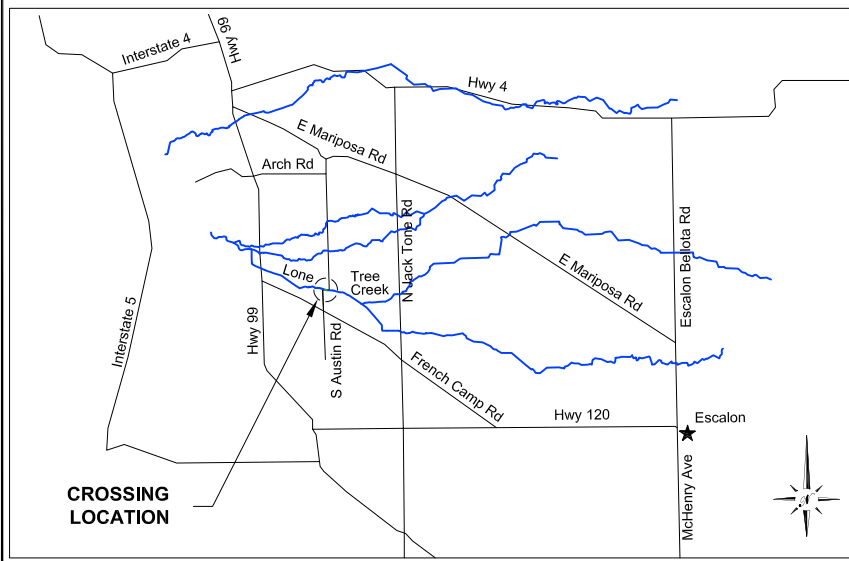 Interstate 4
Hwy 99
Hwy 4
E Mariposa Rd
Arch Rd
N Jack Tone Rd
Escalon Bellota Rd
Lone Tree
Creek
E Mariposa Rd
Interstate 5
Hwy 99
S Austin Rd
French Camp Rd
Hwy 120
Escalon
McHenry Ave
CROSSING
LOCATION